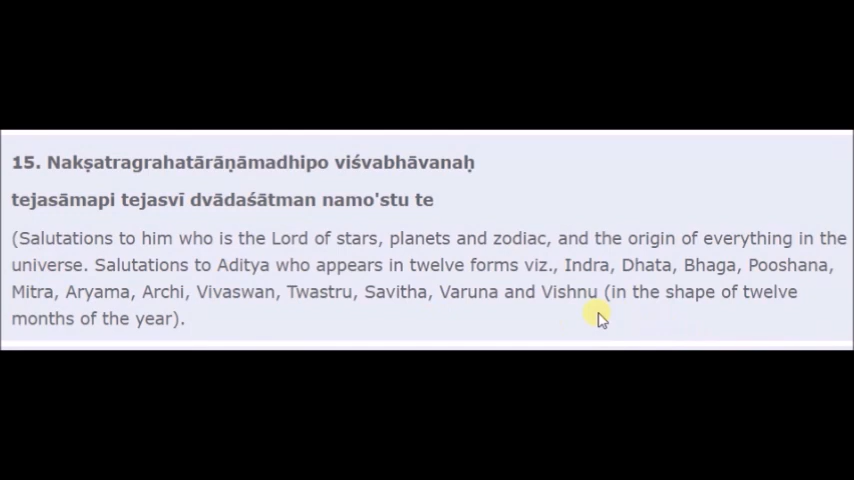 15. Nakṣatragrahatārāṇāmadhipo viśvabhāvanaḥ
tejasāmapi tejasvī dvādaśātman namo'stu te
(Salutations to him who is the Lord of stars, planets and zodiac, and the origin of everything in the
universe. Salutations to Aditya who appears in twelve forms viz., Indra, Dhata, Bhaga, Pooshana,
Mitra, Aryama, Archi, Vivaswan, Twastru, Savitha, Varuna and Vishnu (in the shape of twelve
months of the year).